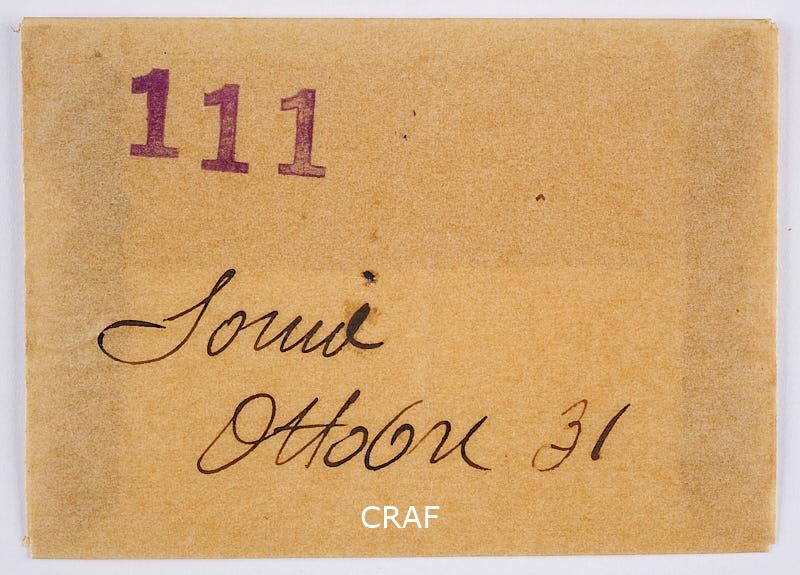 111
Sonia
Ottobre 31
CRAF